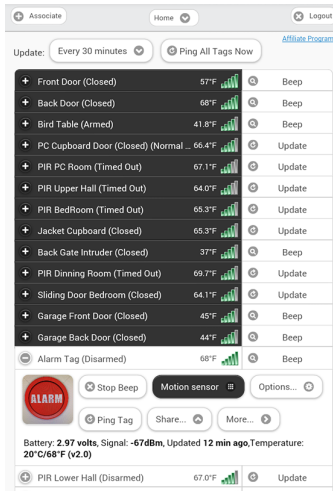 Associate Home Logout
Affiliate Program
Update: Every 30 minutes Ping All Tags Now
Front Door (Closed) 57°F Beep
Back Door (Closed) 68°F Beep
Bird Table (Armed) 41.8°F Beep
PC Cupboard Door (Closed) (Normal ... 66.4°F Update
PIR PC Room (Timed Out) 67.1°F Update
PIR Upper Hall (Timed Out) 64.0°F Update
PIR BedRoom (Timed Out) 65.3°F Update
Jacket Cupboard (Closed) 65.3°F Update
Back Gate Intruder (Closed) 37°F Beep
PIR Dinning Room (Timed Out) 69.7°F Update
Sliding Door Bedroom (Closed) 64.1°F Update
Garage Front Door (Closed) 45°F Beep
Garage Back Door (Closed) 44°F Beep
Alarm Tag (Disarmed) 68°F Beep
ALARM Stop Beep Motion sensor Options...
Ping Tag Share... More...
Battery: 2.97 volts, Signal: -67dBm, Updated 12 min ago,Temperature:
20°C/68°F (v2.0)
PIR Lower Hall (Disarmed) 67.0°F Update